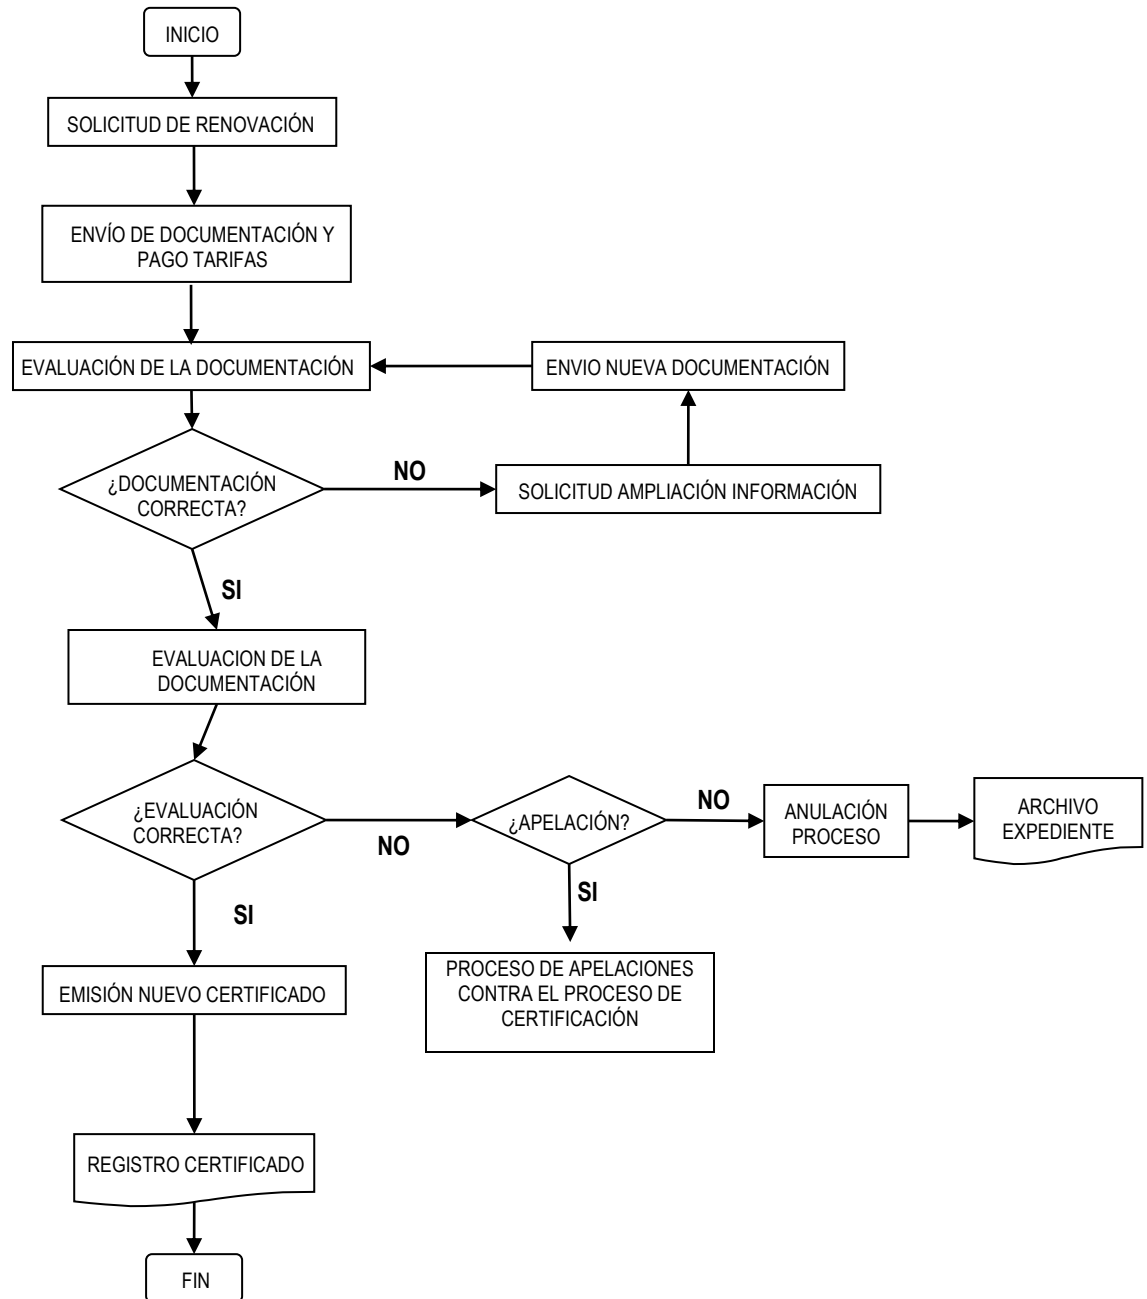 INICIO
SOLICITUD DE RENOVACIÓN
ENVÍO DE DOCUMENTACIÓN Y
PAGO TARIFAS
EVALUACIÓN DE LA DOCUMENTACIÓN
ENVIO NUEVA DOCUMENTACIÓN
¿DOCUMENTACIÓN
CORRECTA?
NO
SOLICITUD AMPLIACIÓN INFORMACIÓN
SI
EVALUACION DE LA
DOCUMENTACIÓN
¿EVALUACIÓN
CORRECTA?
NO
¿APELACIÓN?
NO
ANULACIÓN
PROCESO
ARCHIVO
EXPEDIENTE
SI
SI
PROCESO DE APELACIONES
CONTRA EL PROCESO DE
CERTIFICACIÓN
EMISIÓN NUEVO CERTIFICADO
REGISTRO CERTIFICADO
FIN